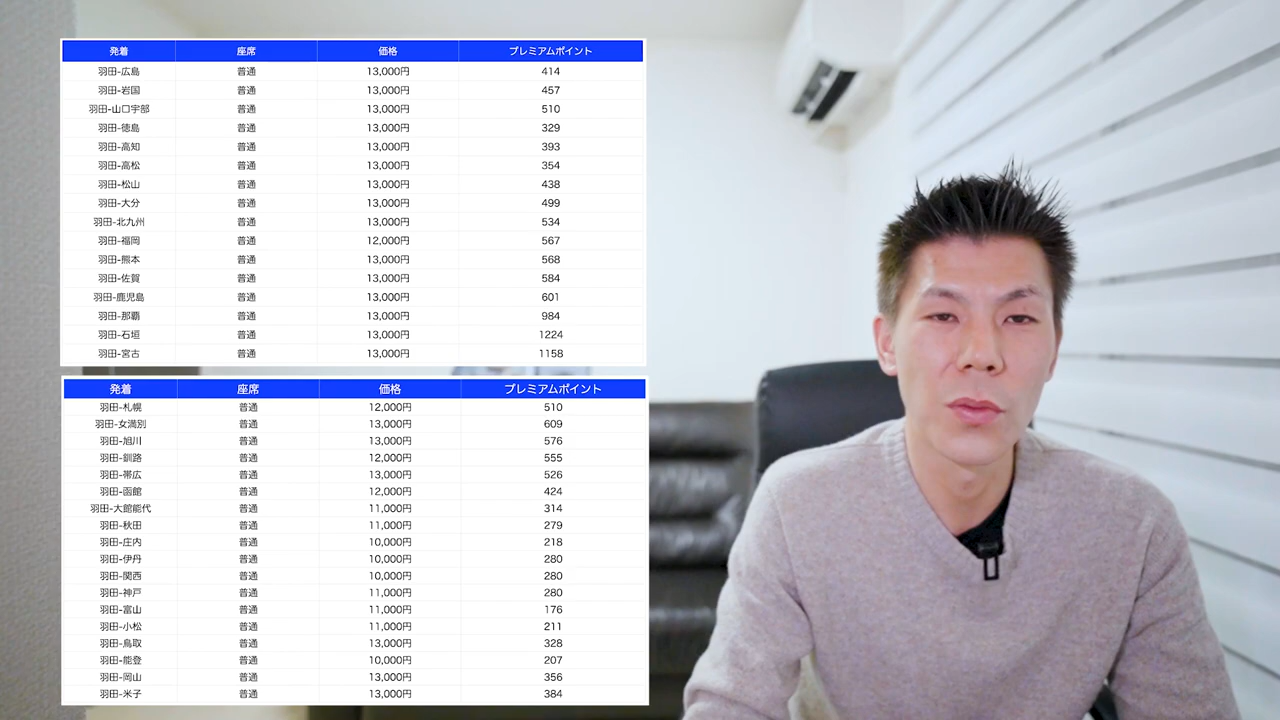 発着 座席 価格 プレミアムポイント
羽田-広島 普通 13,000円 414
羽田-岩国 普通 13,000円 457
羽田-山口宇部 普通 13,000円 510
羽田-徳島 普通 13,000円 329
羽田-高知 普通 13,000円 393
羽田-高松 普通 13,000円 354
羽田-松山 普通 13,000円 438
羽田-大分 普通 13,000円 499
羽田-北九州 普通 13,000円 534
羽田-福岡 普通 12,000円 567
羽田-熊本 普通 13,000円 568
羽田-佐賀 普通 13,000円 584
羽田-鹿児島 普通 13,000円 601
羽田-那覇 普通 13,000円 984
羽田-石垣 普通 13,000円 1224
羽田-宮古 普通 13,000円 1158
発着 座席 価格 プレミアムポイント
羽田-札幌 普通 12,000円 510
羽田-女満別 普通 13,000円 609
羽田-旭川 普通 13,000円 576
羽田-釧路 普通 12,000円 555
羽田-帯広 普通 13,000円 526
羽田-函館 普通 12,000円 424
羽田-大館能代 普通 11,000円 314
羽田-秋田 普通 11,000円 279
羽田-庄内 普通 10,000円 218
羽田-伊丹 普通 10,000円 280
羽田-関西 普通 10,000円 280
羽田-神戸 普通 11,000円 280
羽田-富山 普通 11,000円 176
羽田-小松 普通 11,000円 211
羽田-鳥取 普通 13,000円 328
羽田-能登 普通 10,000円 207
羽田-岡山 普通 13,000円 356
羽田-米子 普通 13,000円 384